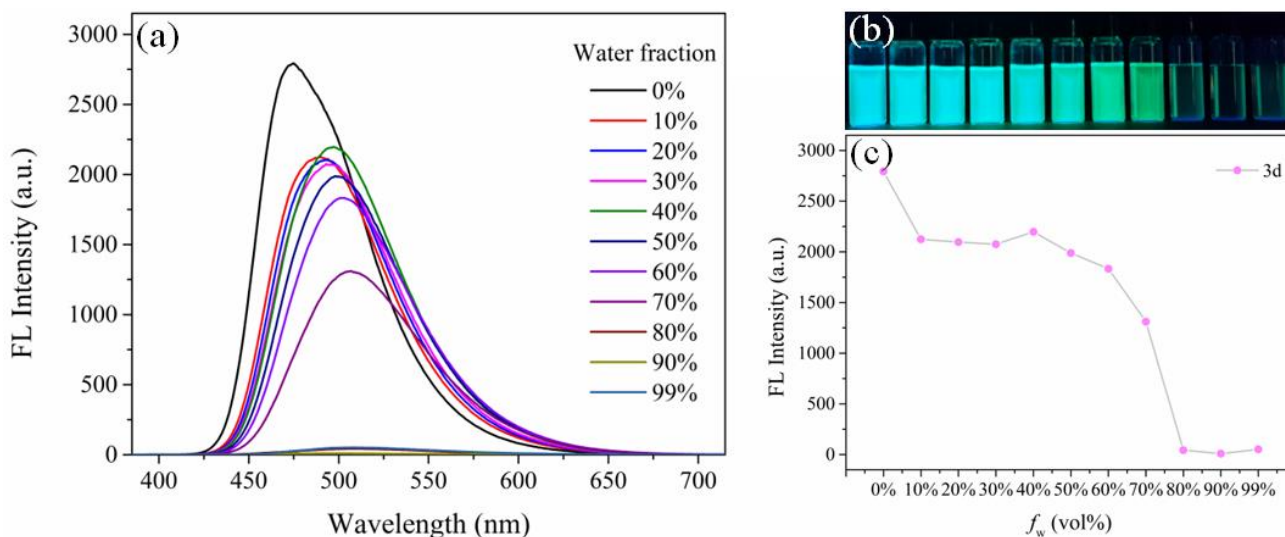 (a)
Water fraction
0%
10%
20%
30%
40%
50%
60%
70%
80%
90%
99%
3000
2500
2000
1500
1000
500
0
FL Intensity (a.u.)
400 450 500 550 600 650 700
Wavelength (nm)
(b)
(c)
3d
3000
2500
2000
1500
1000
500
0
FL Intensity (a.u.)
0% 10% 20% 30% 40% 50% 60% 70% 80% 90% 99%
fw (vol%)